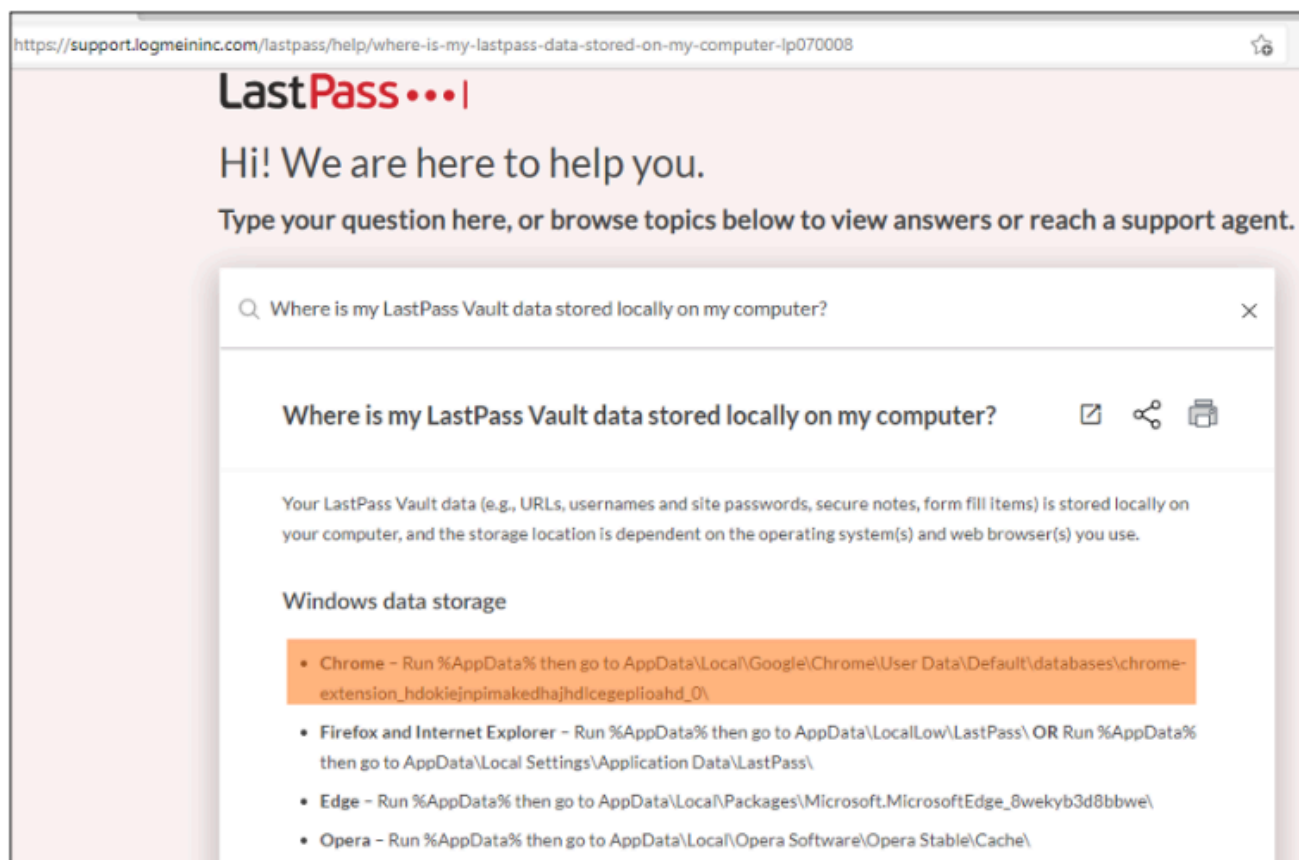 https://support.logmeininc.com/lastpass/help/where-is-my-lastpass-data-stored-on-my-computer-lp070008
LastPass
Hi! We are here to help you.
Type your question here, or browse topics below to view answers or reach a support agent.
Where is my LastPass Vault data stored locally on my computer?
Where is my LastPass Vault data stored locally on my computer?
Your LastPass Vault data (e.g., URLs, usernames and site passwords, secure notes, form fill items) is stored locally on
your computer, and the storage location is dependent on the operating system(s) and web browser(s) you use.
Windows data storage
• Chrome – Run %AppData% then go to AppData\Local\Google\Chrome\User Data\Default\databases\chrome-
extension_hdokiejnpimakedhajhdlcegeplioahd_0\
• Firefox and Internet Explorer – Run %AppData% then go to AppData\LocalLow\LastPass\ OR Run %AppData%
then go to AppData\Local Settings\Application Data\LastPass\
• Edge – Run %AppData% then go to AppData\Local\Packages\Microsoft.MicrosoftEdge_8wekyb3d8bbwe\
• Opera – Run %AppData% then go to AppData\Local\Opera Software\Opera Stable\Cache\